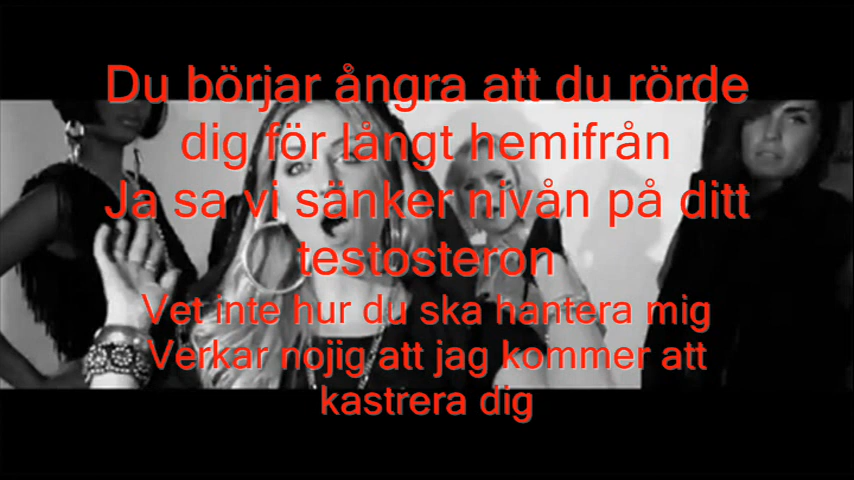 Du börjar ångra att du rörde
dig för långt hemifrån
Ja sa vi sänker nivån på ditt
testosteron
Vet inte hur du ska hantera mig
Verkar nojig att jag kommer att
kastrera dig